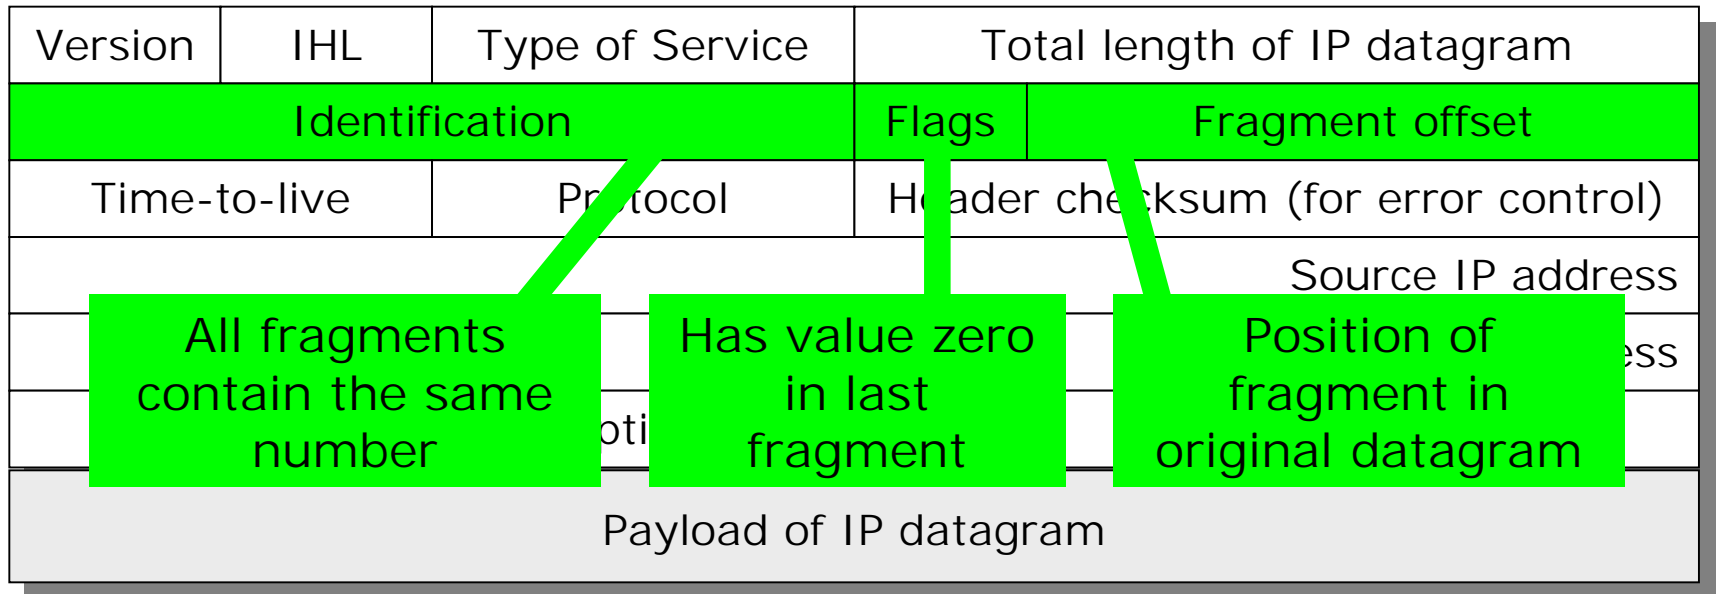 Version IHL Type of Service Total length of IP datagram
Identification Flags Fragment offset
Time-to-live Protocol Header checksum (for error control)
Source IP address
All fragments
contain the same
number
Has value zero
in last
fragment
Position of
fragment in
original datagram
Payload of IP datagram